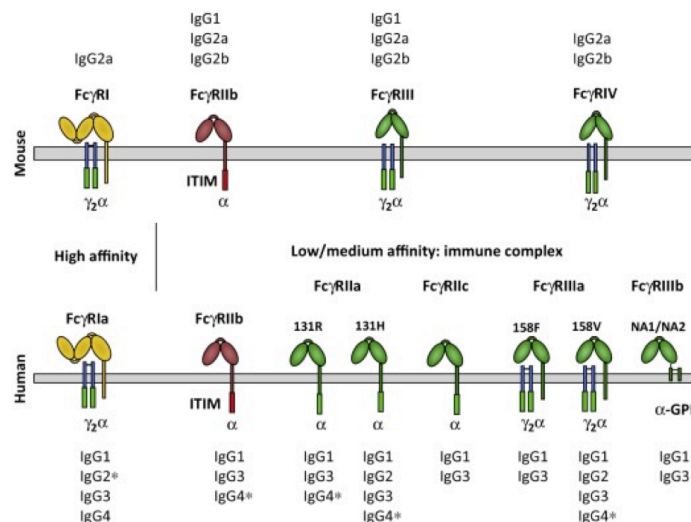 IgG1 IgG1
IgG2a IgG2a IgG2a
IgG2a IgG2b IgG2b IgG2b
FcγRI FcγRIIb FcγRIII FcγRIV
Mouse
ITIM
γ₂α α γ₂α γ₂α
High affinity Low/medium affinity: immune complex
FcγRIIa FcγRIIc FcγRIIIa FcγRIIIb
FcγRIa FcγRIIb 131R 131H 158F 158V NA1/NA2
Human
ITIM α-GPI
γ₂α α α α α γ₂α γ₂α
IgG1 IgG1 IgG1 IgG1 IgG1 IgG1 IgG1 IgG1
IgG2* IgG3 IgG3 IgG2 IgG3 IgG3 IgG2 IgG3
IgG3 IgG4* IgG4* IgG3 IgG3
IgG4 IgG4* IgG4*